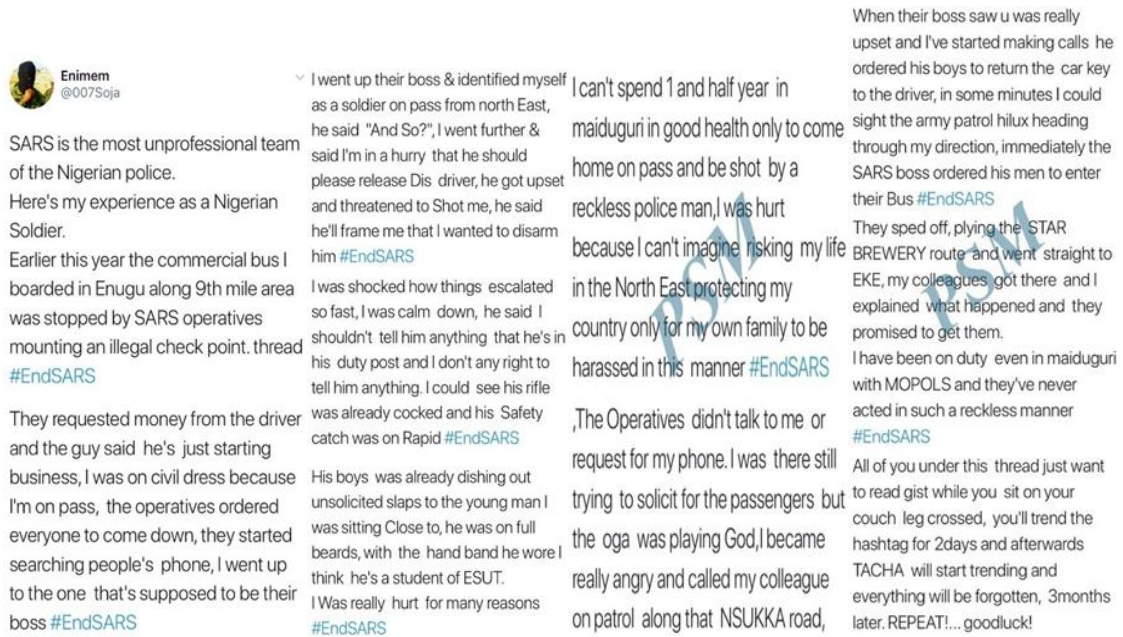 Enimem
@007Soja
SARS is the most unprofessional team
of the Nigerian police.
Here's my experience as a Nigerian
Soldier.
Earlier this year the commercial bus I
boarded in Enugu along 9th mile area
was stopped by SARS operatives
mounting an illegal check point. thread
#EndSARS
They requested money from the driver
and the guy said he's just starting
business, I was on civil dress because
I'm on pass, the operatives ordered
everyone to come down, they started
searching people's phone, I went up
to the one that's supposed to be their
boss #EndSARS
I went up their boss & identified myself
as a soldier on pass from north East,
he said "And So?", I went further &
said I'm in a hurry that he should
please release Dis driver, he got upset
and threatened to Shot me, he said
he'll frame me that I wanted to disarm
him #EndSARS
I was shocked how things escalated
so fast, I was calm down, he said I
shouldn't tell him anything that he's in
his duty post and I don't any right to
tell him anything. I could see his rifle
was already cocked and his Safety
catch was on Rapid #EndSARS
His boys was already dishing out
unsolicited slaps to the young man I
was sitting Close to, he was on full
beards, with the hand band he wore I
think he's a student of ESUT.
I Was really hurt for many reasons
#EndSARS
I can't spend 1 and half year in
maiduguri in good health only to come
home on pass and be shot by a
reckless police man,I was hurt
because I can't imagine risking my life
in the North East protecting my
country only for my own family to be
harassed in this manner #EndSARS
,The Operatives didn't talk to me or
request for my phone. I was there still
trying to solicit for the passengers but
the oga was playing God,I became
really angry and called my colleague
on patrol along that NSUKKA road,
When their boss saw u was really
upset and I've started making calls he
ordered his boys to return the car key
to the driver, in some minutes I could
sight the army patrol hilux heading
through my direction, immediately the
SARS boss ordered his men to enter
their Bus #EndSARS
They sped off, plying the STAR
BREWERY route and went straight to
EKE, my colleagues got there and I
explained what happened and they
promised to get them.
I have been on duty even in maiduguri
with MOPOLS and they've never
acted in such a reckless manner
#EndSARS
All of you under this thread just want
to read gist while you sit on your
couch leg crossed, you'll trend the
hashtag for 2days and afterwards
TACHA will start trending and
everything will be forgotten, 3months
later. REPEAT!... goodluck!
PSM
PSM